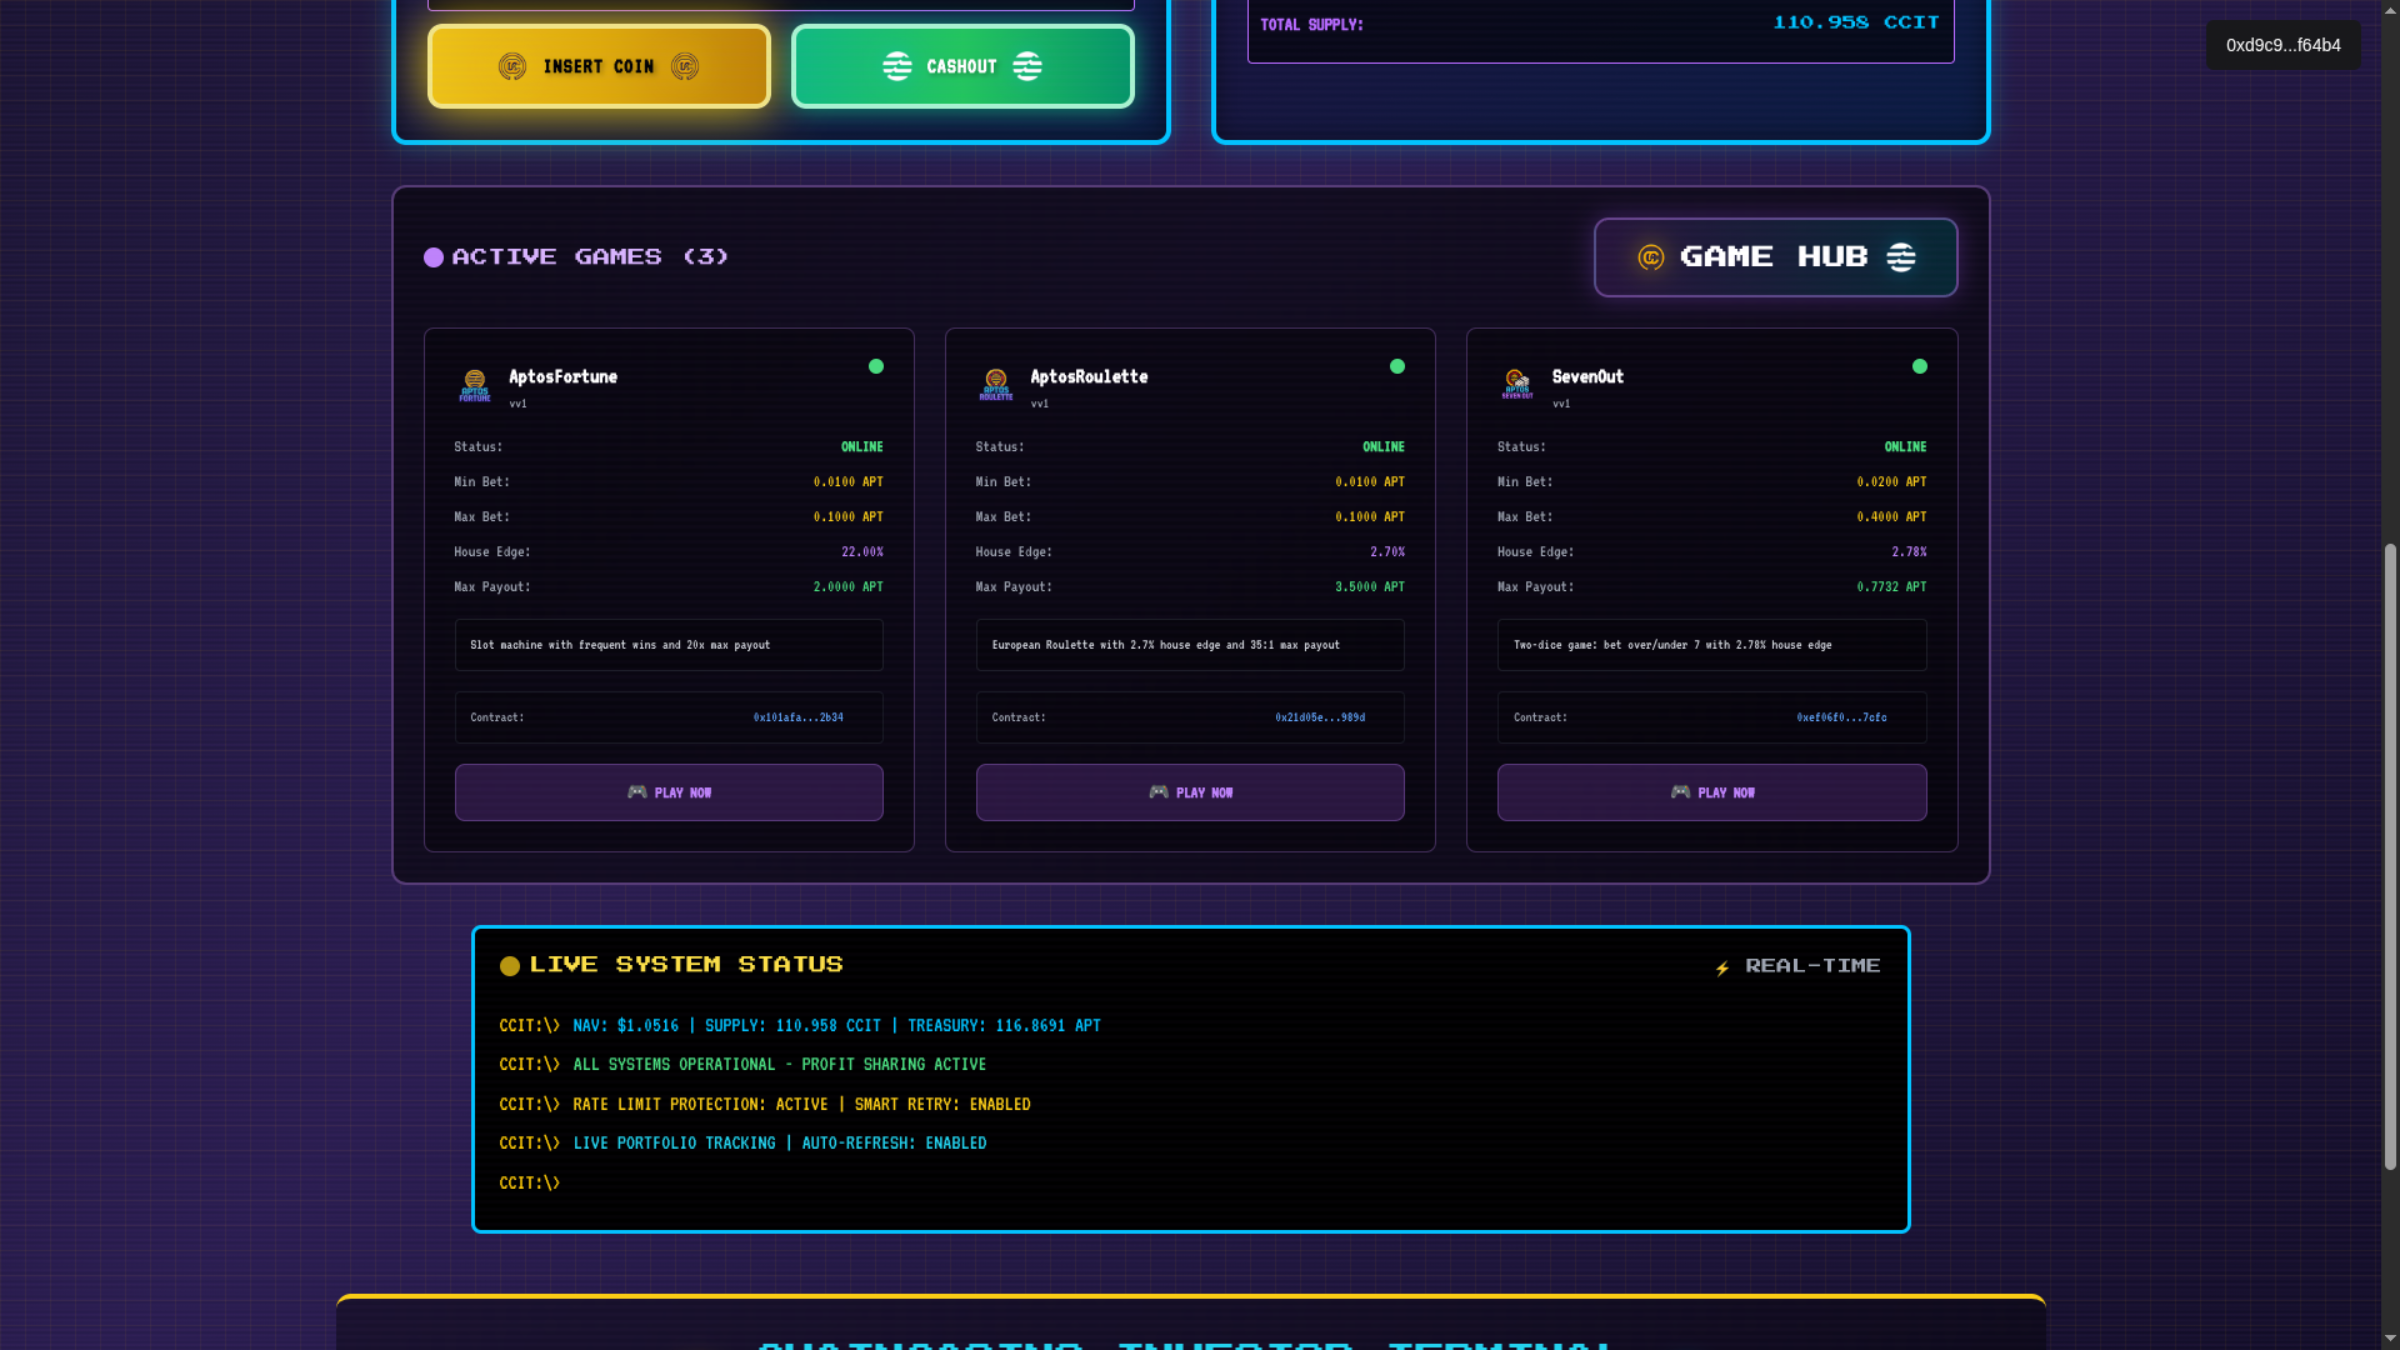 INSERT COIN
CASHOUT
TOTAL SUPPLY: 110.958 CCIT
0xd9c9...f64b4
ACTIVE GAMES (3)
GAME HUB
AptosFortune
vv1
Status: ONLINE
Min Bet: 0.0100 APT
Max Bet: 0.1000 APT
House Edge: 22.00%
Max Payout: 2.0000 APT
Slot machine with frequent wins and 20x max payout
Contract: 0x101afa...2b34
PLAY NOW
AptosRoulette
vv1
Status: ONLINE
Min Bet: 0.0100 APT
Max Bet: 0.1000 APT
House Edge: 2.70%
Max Payout: 3.5000 APT
European Roulette with 2.7% house edge and 35:1 max payout
Contract: 0x21d05e...989d
PLAY NOW
SevenOut
vv1
Status: ONLINE
Min Bet: 0.0200 APT
Max Bet: 0.4000 APT
House Edge: 2.78%
Max Payout: 0.7732 APT
Two-dice game: bet over/under 7 with 2.78% house edge
Contract: 0xef06f0...7cfc
PLAY NOW
LIVE SYSTEM STATUS
⚡ REAL-TIME
CCIT:\> NAV: $1.0516 | SUPPLY: 110.958 CCIT | TREASURY: 116.8691 APT
CCIT:\> ALL SYSTEMS OPERATIONAL - PROFIT SHARING ACTIVE
CCIT:\> RATE LIMIT PROTECTION: ACTIVE | SMART RETRY: ENABLED
CCIT:\> LIVE PORTFOLIO TRACKING | AUTO-REFRESH: ENABLED
CCIT:\>